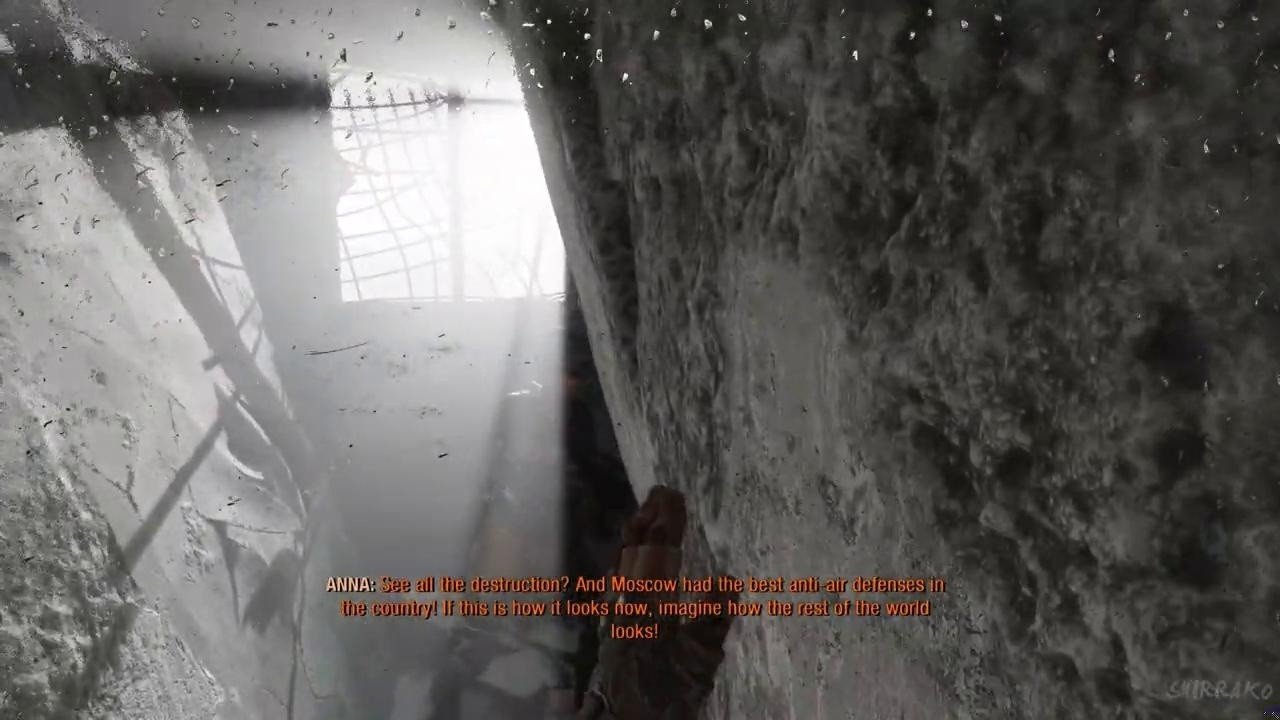 ANNA: See all the destruction? And Moscow had the best anti-air defenses in
the country! If this is how it looks now, imagine how the rest of the world
looks!
SHIRRAKO